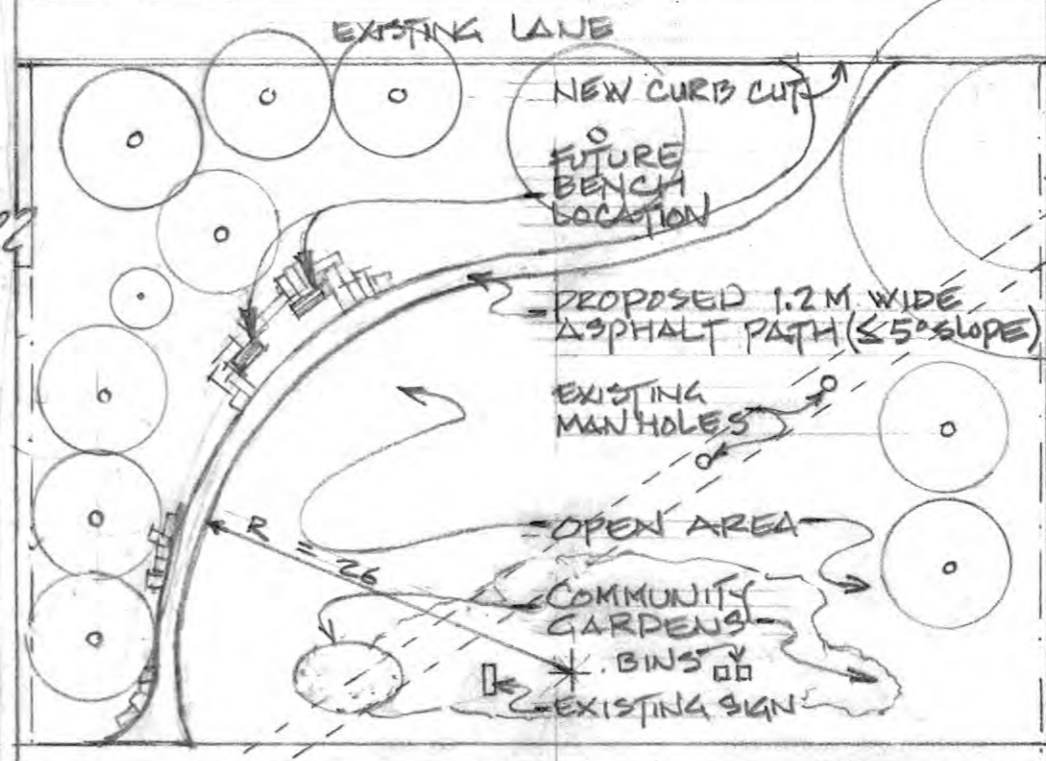 EXISTING LANE
NEW CURB CUT
FUTURE
BENCH
LOCATION
PROPOSED 1.2 M WIDE
ASPHALT PATH (≤5° SLOPE)
EXISTING
MANHOLES
OPEN AREA
R = 26
COMMUNITY
GARDENS
BINS
EXISTING SIGN